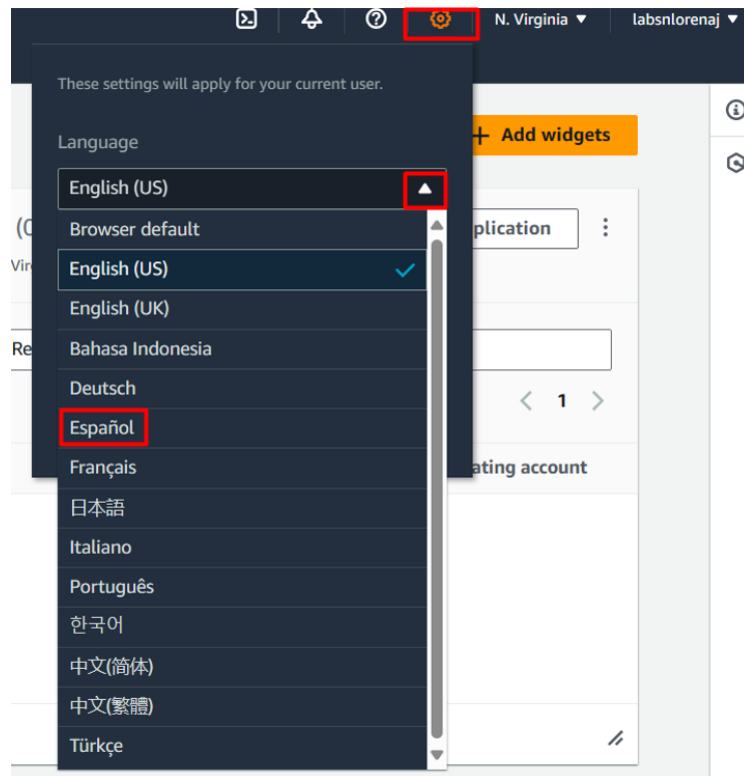 N. Virginia ▼
labsnlorenaj ▼
These settings will apply for your current user.
Language
+ Add widgets
English (US)
Browser default
plication
English (US)
English (UK)
Re
Bahasa Indonesia
Deutsch
1
Español
Français
ating account
日本語
Italiano
Português
한국어
中文(简体)
中文(繁體)
Türkçe